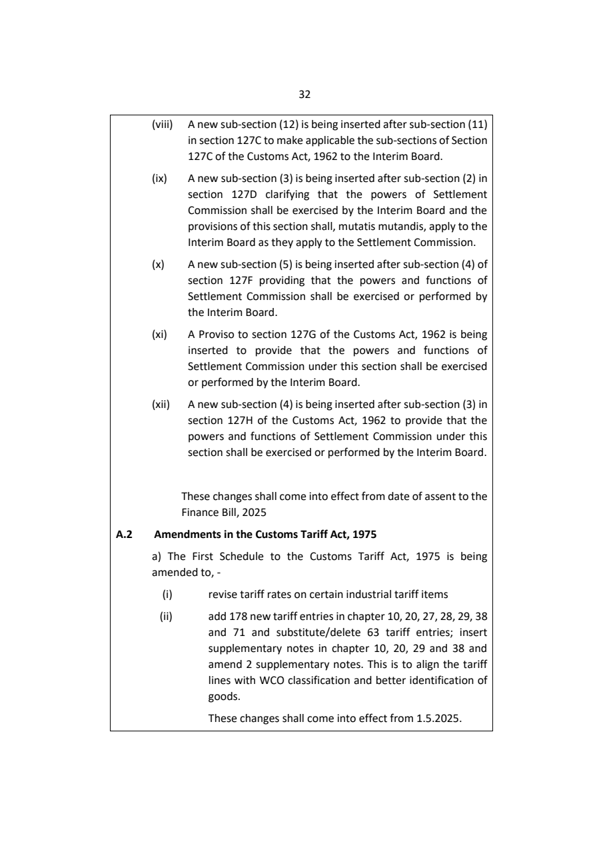 32
(viii) A new sub-section (12) is being inserted after sub-section (11)
in section 127C to make applicable the sub-sections of Section
127C of the Customs Act, 1962 to the Interim Board.
(ix) A new sub-section (3) is being inserted after sub-section (2) in
section 127D clarifying that the powers of Settlement
Commission shall be exercised by the Interim Board and the
provisions of this section shall, mutatis mutandis, apply to the
Interim Board as they apply to the Settlement Commission.
(x) A new sub-section (5) is being inserted after sub-section (4) of
section 127F providing that the powers and functions of
Settlement Commission shall be exercised or performed by
the Interim Board.
(xi) A Proviso to section 127G of the Customs Act, 1962 is being
inserted to provide that the powers and functions of
Settlement Commission under this section shall be exercised
or performed by the Interim Board.
(xii) A new sub-section (4) is being inserted after sub-section (3) in
section 127H of the Customs Act, 1962 to provide that the
powers and functions of Settlement Commission under this
section shall be exercised or performed by the Interim Board.
These changes shall come into effect from date of assent to the
Finance Bill, 2025
A.2 Amendments in the Customs Tariff Act, 1975
a) The First Schedule to the Customs Tariff Act, 1975 is being
amended to, -
(i) revise tariff rates on certain industrial tariff items
(ii) add 178 new tariff entries in chapter 10, 20, 27, 28, 29, 38
and 71 and substitute/delete 63 tariff entries; insert
supplementary notes in chapter 10, 20, 29 and 38 and
amend 2 supplementary notes. This is to align the tariff
lines with WCO classification and better identification of
goods.
These changes shall come into effect from 1.5.2025.